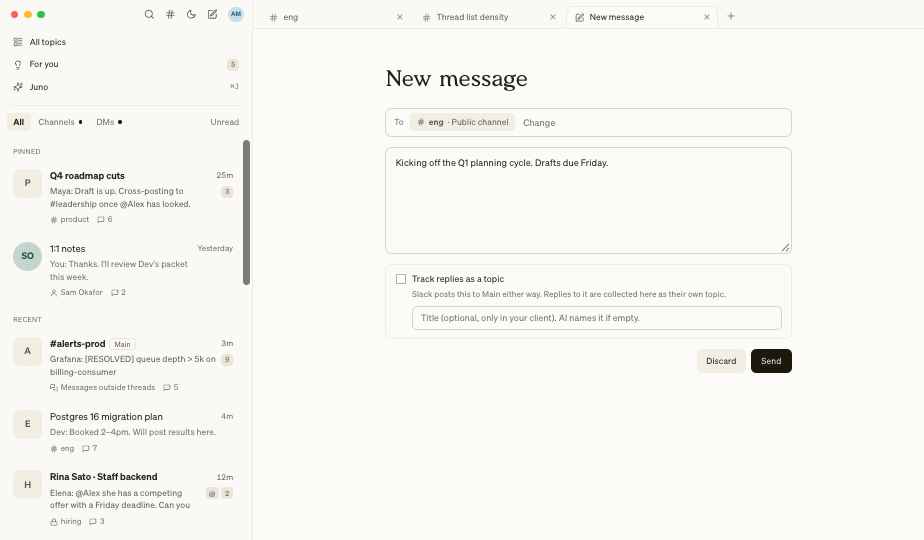 AM
All topics
For you
5
Juno
⌘J
All
Channels
DMs
Unread
PINNED
P
Q4 roadmap cuts
25m
Maya: Draft is up. Cross-posting to
3
#leadership once @Alex has looked.
# product
6
SO
1:1 notes
Yesterday
You: Thanks. I'll review Dev's packet
this week.
Sam Okafor
2
RECENT
A
#alerts-prod
Main
3m
Grafana: [RESOLVED] queue depth > 5k on
9
billing-consumer
Messages outside threads
5
E
Postgres 16 migration plan
4m
Dev: Booked 2–4pm. Will post results here.
# eng
7
H
Rina Sato · Staff backend
12m
Elena: @Alex she has a competing
@ 2
offer with a Friday deadline. Can you
hiring
3
# eng
# Thread list density
New message
New message
To
# eng · Public channel
Change
Kicking off the Q1 planning cycle. Drafts due Friday.
Track replies as a topic
Slack posts this to Main either way. Replies to it are collected here as their own topic.
Title (optional, only in your client). AI names it if empty.
Discard
Send